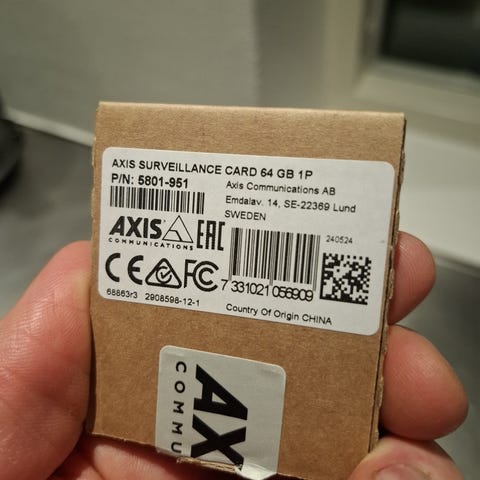 AXIS SURVEILLANCE CARD 64 GB 1P
P/N: 5801-951
Axis Communications AB
Emdalav. 14, SE-22369 Lund
SWEDEN
AXIS
COMMUNICATIONS
EAC
240524
CE FC
7 331021 056909
68863r3 2908598-12-1
Country Of Origin CHINA
AX
COMMU